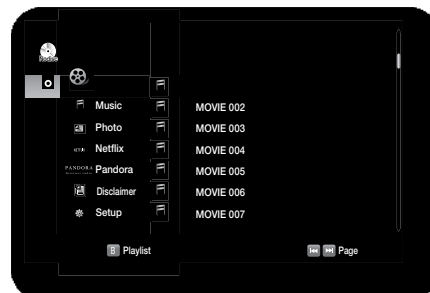 Music
MOVIE 002
Photo
MOVIE 003
Netflix
MOVIE 004
PANDORA Pandora
MOVIE 005
Disclaimer
MOVIE 006
Setup
MOVIE 007
B Playlist
Page